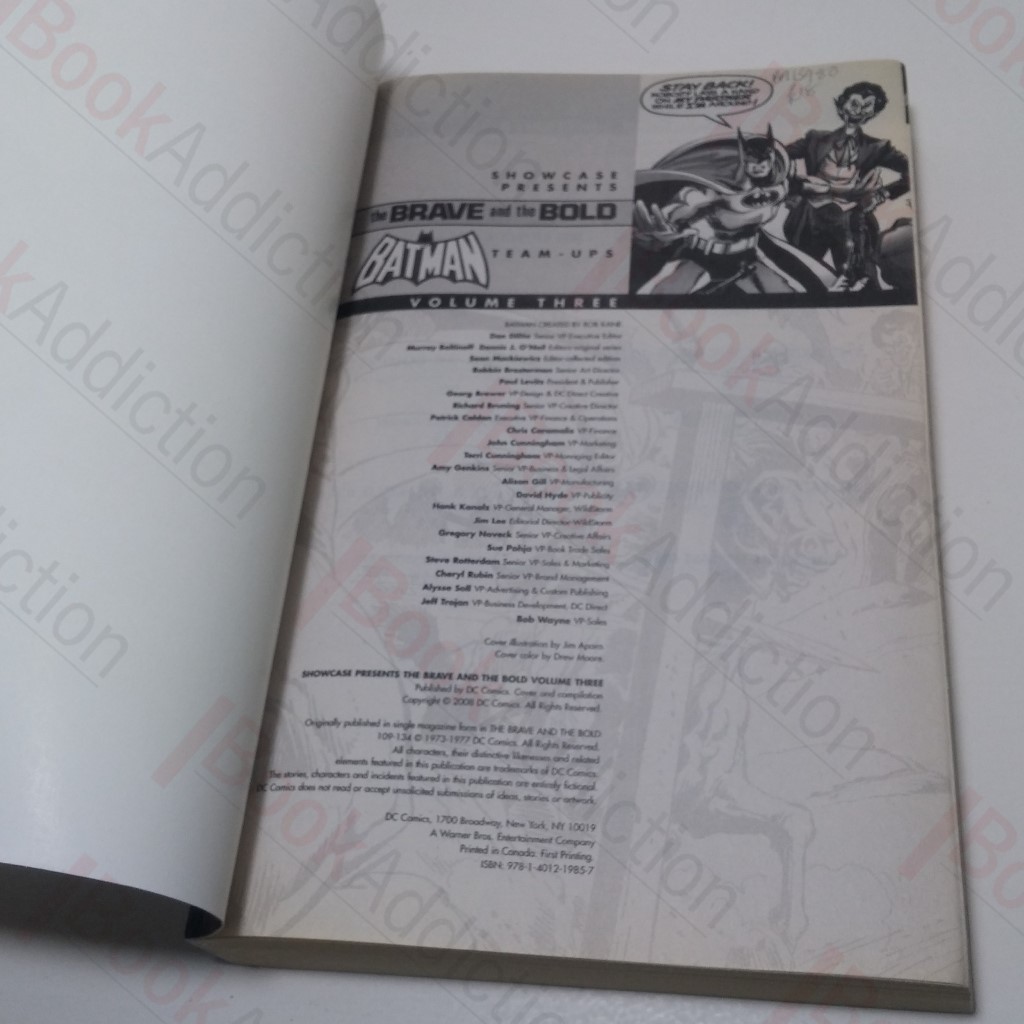 STAY BACK!
NOBODY LAYS A HAND
ON MY PARTNER
WHILE I'M AROUND!
SHOWCASE
PRESENTS
the BRAVE and the BOLD
BATMAN TEAM-UPS
VOLUME THREE
BATMAN CREATED BY BOB KANE
Dan DiDio Senior VP-Executive Editor
Murray Boltinoff Dennis J. O'Neil Editors-original series
Sean Mackiewicz Editor-collected edition
Robbin Brosterman Senior Art Director
Paul Levitz President & Publisher
Georg Brewer VP-Design & DC Direct Creative
Richard Bruning Senior VP-Creative Director
Patrick Caldon Executive VP-Finance & Operations
Chris Caramalis VP-Finance
John Cunningham VP-Marketing
Terri Cunningham VP-Managing Editor
Amy Genkins Senior VP-Business & Legal Affairs
Alison Gill VP-Manufacturing
David Hyde VP-Publicity
Hank Kanalz VP-General Manager, WildStorm
Jim Lee Editorial Director-WildStorm
Gregory Noveck Senior VP-Creative Affairs
Sue Pohja VP-Book Trade Sales
Steve Rotterdam Senior VP-Sales & Marketing
Cheryl Rubin Senior VP-Brand Management
Alysse Soll VP-Advertising & Custom Publishing
Jeff Trojan VP-Business Development, DC Direct
Bob Wayne VP-Sales
Cover illustration by Jim Aparo.
Cover color by Drew Moore.
SHOWCASE PRESENTS THE BRAVE AND THE BOLD VOLUME THREE
Published by DC Comics. Cover and compilation
Copyright © 2008 DC Comics. All Rights Reserved.
Originally published in single magazine form in THE BRAVE AND THE BOLD
109-134 © 1973-1977 DC Comics. All Rights Reserved.
All characters, their distinctive likenesses and related
elements featured in this publication are trademarks of DC Comics.
The stories, characters and incidents featured in this publication are entirely fictional.
DC Comics does not read or accept unsolicited submissions of ideas, stories or artwork.
DC Comics, 1700 Broadway, New York, NY 10019
A Warner Bros. Entertainment Company
Printed in Canada. First Printing.
ISBN: 978-1-4012-1985-7
BookAddiction